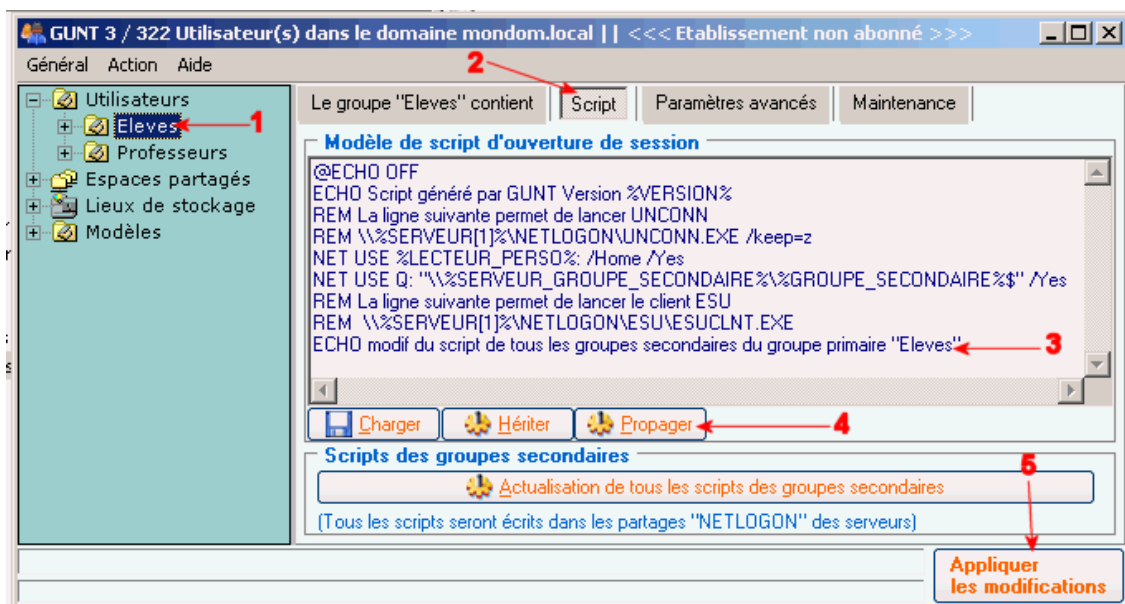 GUNT 3 / 322 Utilisateur(s) dans le domaine mondom.local || <<< Etablissement non abonné >>>
Général Action Aide
2
Utilisateurs
Eleves
1
Professeurs
Espaces partagés
Lieux de stockage
Modèles
Le groupe "Eleves" contient Script Paramètres avancés Maintenance
Modèle de script d'ouverture de session
@ECHO OFF
ECHO Script généré par GUNT Version %VERSION%
REM La ligne suivante permet de lancer UNCONN
REM \\%SERVEUR[1]%\NETLOGON\UNCONN.EXE /keep=z
NET USE %LECTEUR_PERSO%: /Home /Yes
NET USE Q: "\\%SERVEUR_GROUPE_SECONDAIRE%\%GROUPE_SECONDAIRE%$" /Yes
REM La ligne suivante permet de lancer le client ESU
REM \\%SERVEUR[1]%\NETLOGON\ESU\ESUCLNT.EXE
ECHO modif du script de tous les groupes secondaires du groupe primaire "Eleves"
3
Charger Hériter Propager
4
Scripts des groupes secondaires
5
Actualisation de tous les scripts des groupes secondaires
(Tous les scripts seront écrits dans les partages "NETLOGON" des serveurs)
Appliquer
les modifications